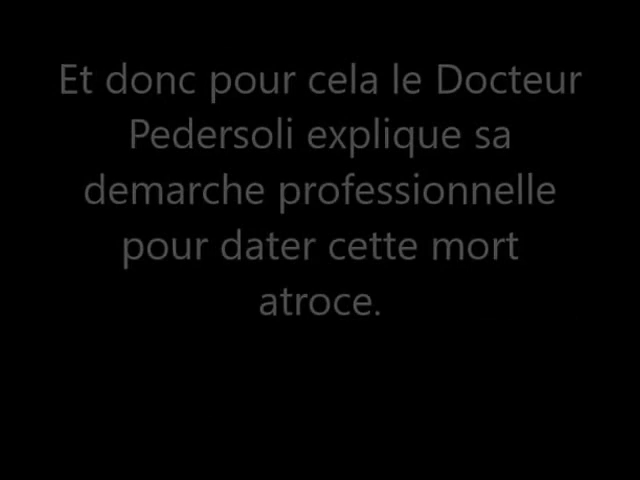 Et donc pour cela le Docteur
Pedersoli explique sa
demarche professionnelle
pour dater cette mort
atroce.